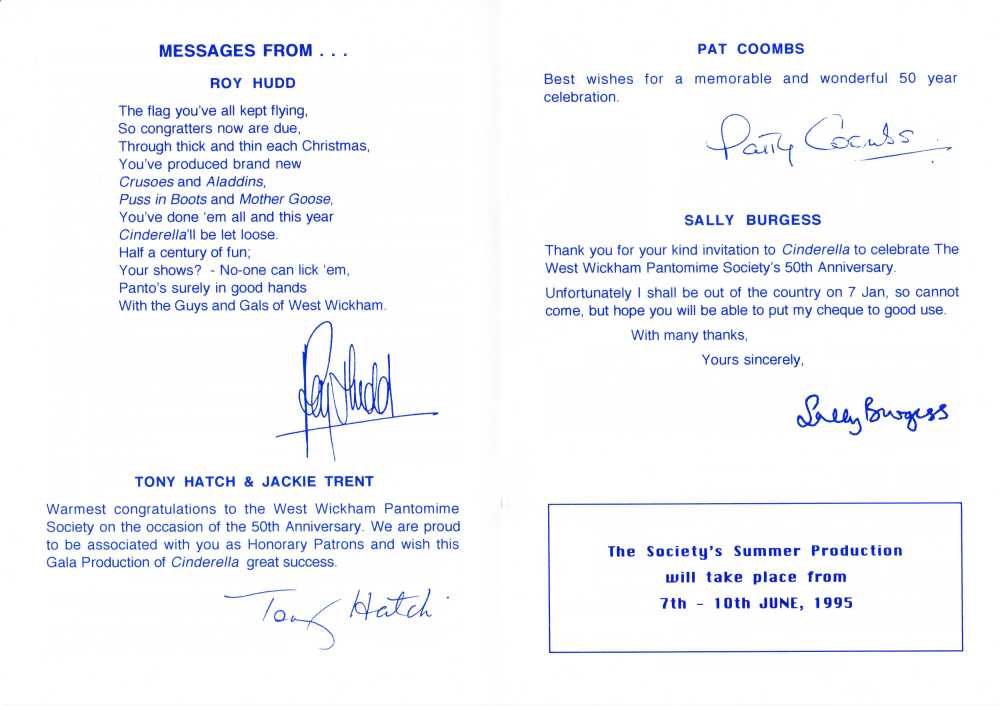 MESSAGES FROM . . .
ROY HUDD
The flag you've all kept flying,
So congratters now are due,
Through thick and thin each Christmas,
You've produced brand new
Crusoes and Aladdins,
Puss in Boots and Mother Goose,
You've done 'em all and this year
Cinderella'll be let loose.
Half a century of fun;
Your shows? - No-one can lick 'em,
Panto's surely in good hands
With the Guys and Gals of West Wickham.
Roy Hudd
TONY HATCH & JACKIE TRENT
Warmest congratulations to the West Wickham Pantomime
Society on the occasion of the 50th Anniversary. We are proud
to be associated with you as Honorary Patrons and wish this
Gala Production of Cinderella great success.
Tony Hatch
PAT COOMBS
Best wishes for a memorable and wonderful 50 year
celebration.
Patty Coombs
SALLY BURGESS
Thank you for your kind invitation to Cinderella to celebrate The
West Wickham Pantomime Society's 50th Anniversary.
Unfortunately I shall be out of the country on 7 Jan, so cannot
come, but hope you will be able to put my cheque to good use.
With many thanks,
Yours sincerely,
Sally Burgess
The Society's Summer Production
will take place from
7th - 10th JUNE, 1995